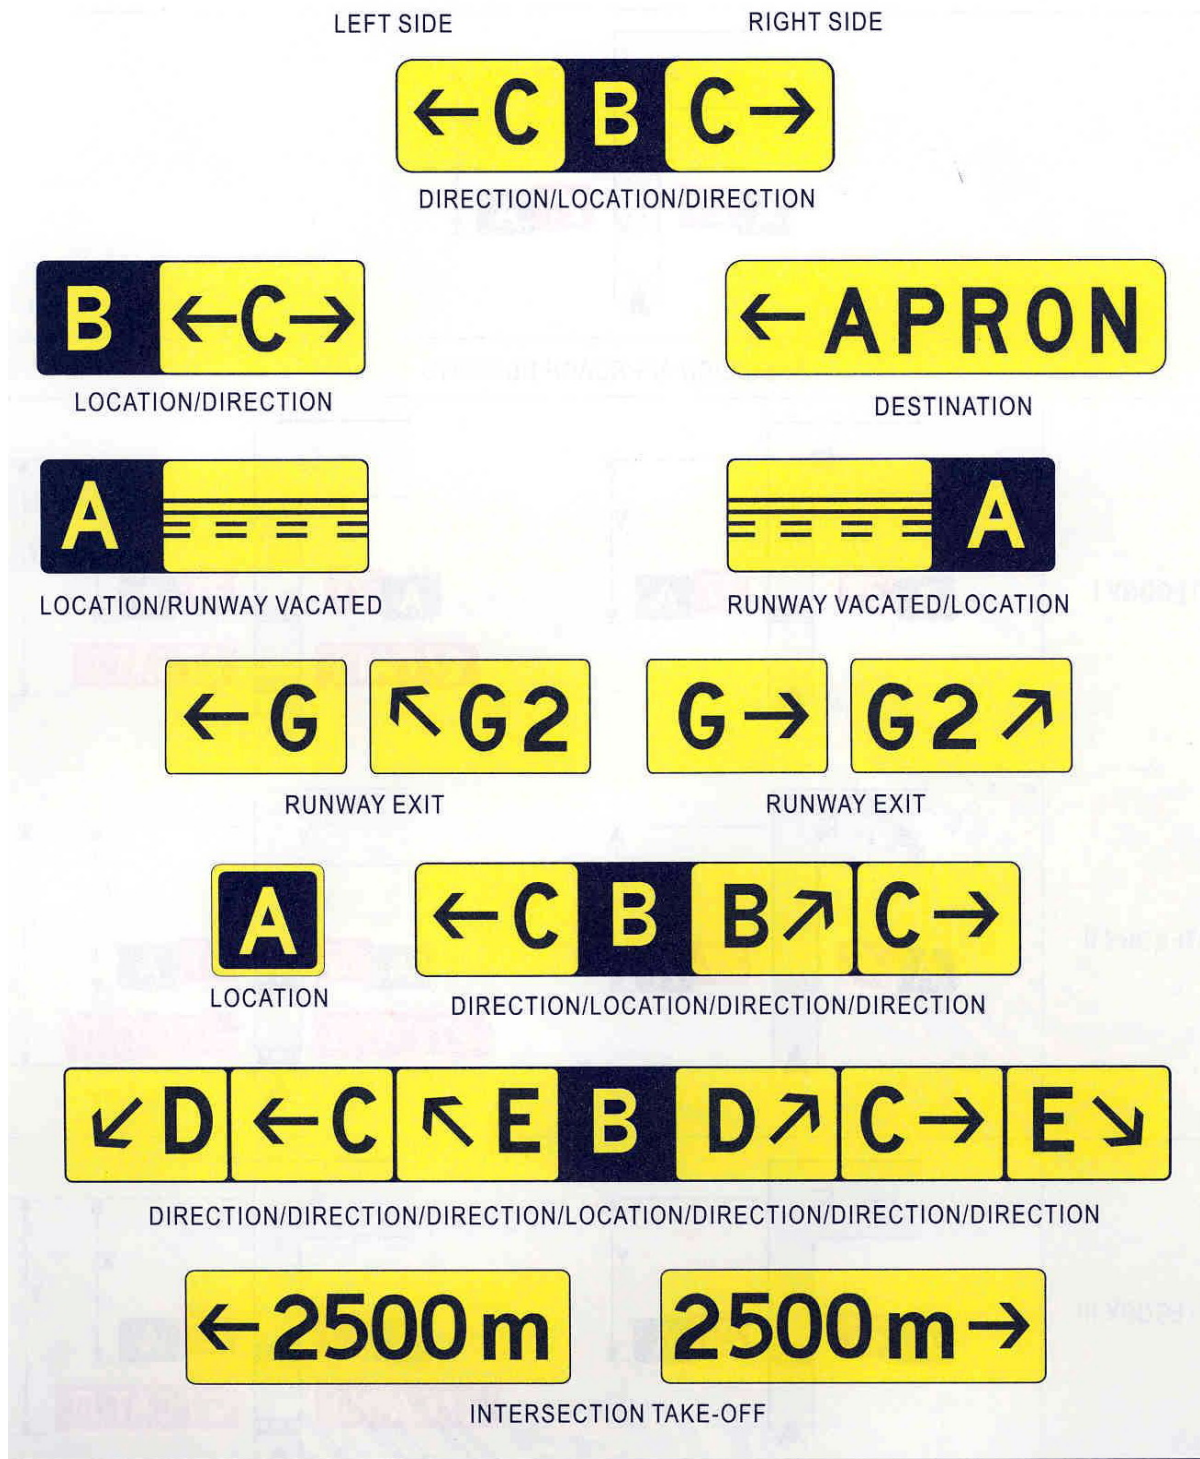 LEFT SIDE RIGHT SIDE
←C B C→
DIRECTION/LOCATION/DIRECTION
B ←C→ ←APRON
LOCATION/DIRECTION DESTINATION
A A
LOCATION/RUNWAY VACATED RUNWAY VACATED/LOCATION
←G ↖G2 G→ G2↗
RUNWAY EXIT RUNWAY EXIT
A ←C B B↗ C→
LOCATION DIRECTION/LOCATION/DIRECTION/DIRECTION
↙D ←C ↖E B D↗ C→ E↘
DIRECTION/DIRECTION/DIRECTION/LOCATION/DIRECTION/DIRECTION/DIRECTION
←2500m 2500m→
INTERSECTION TAKE-OFF